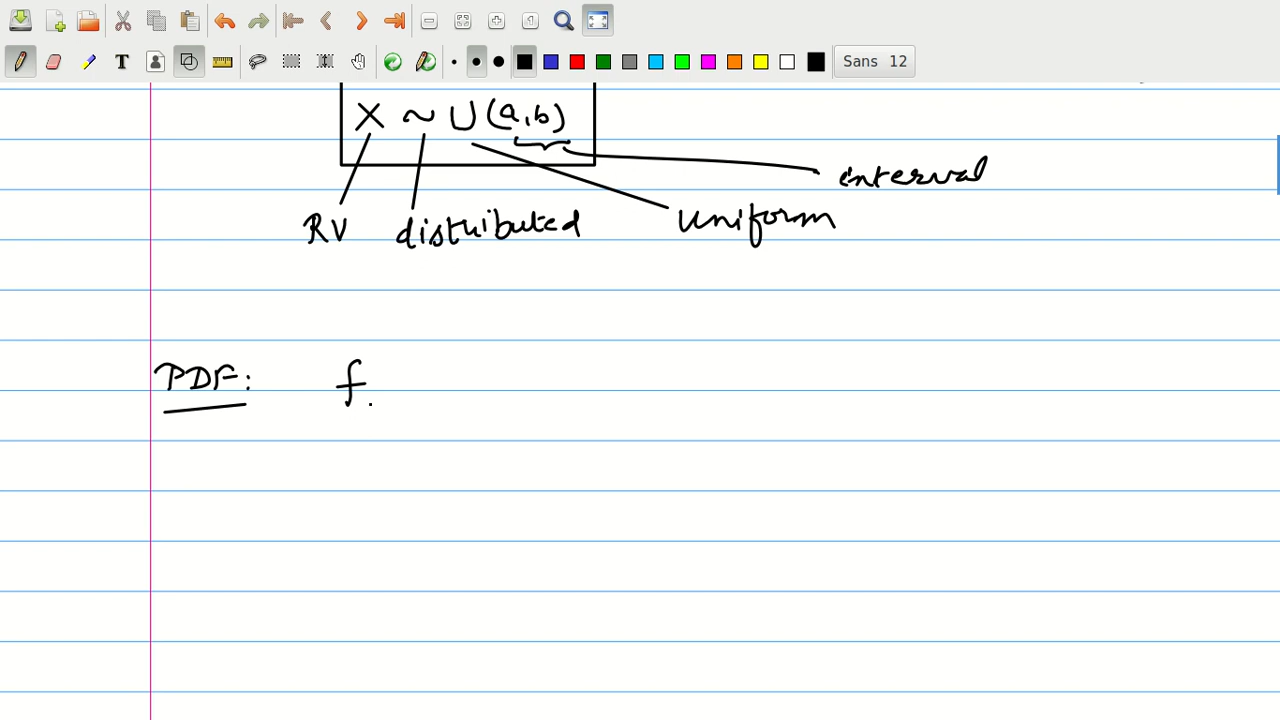 Sans 12
X ~ U(a,b)
interval
RV distributed uniform
PDF: f